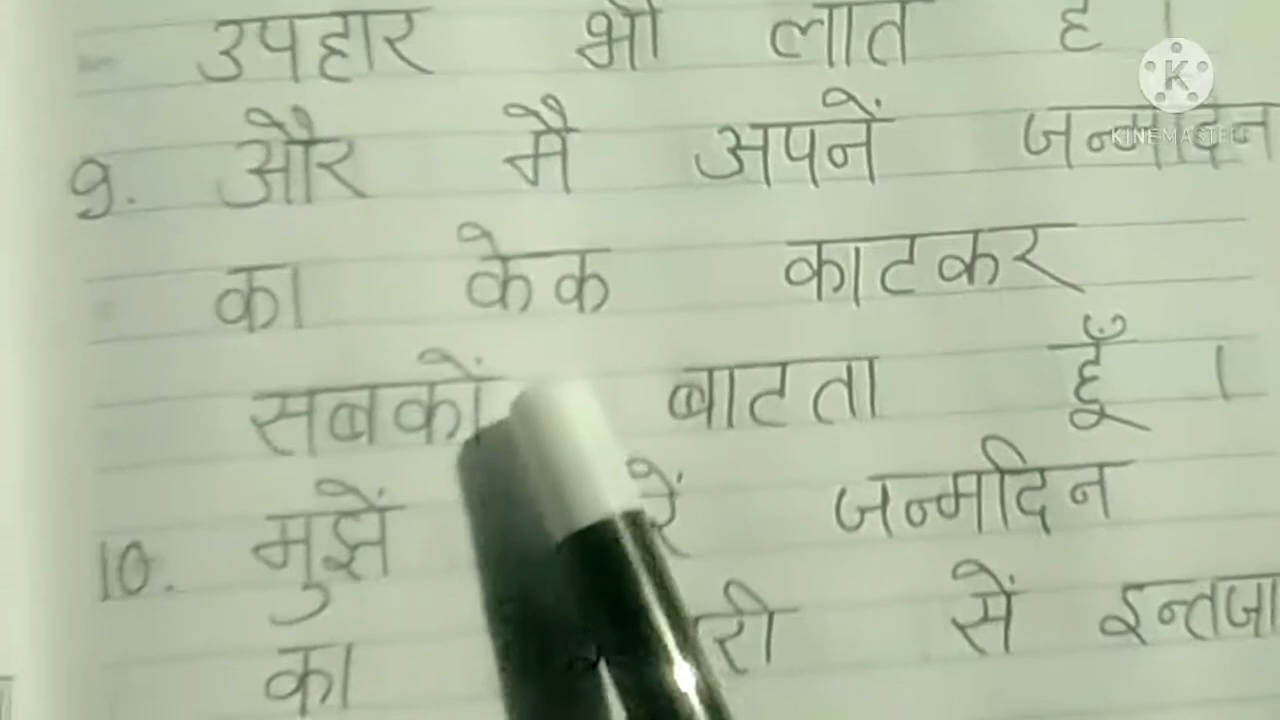 उपहार भी लात है ।
9. और मै अपनें जन्मदिन
का केक काटकर
सबकों बाटता हूँ ।
10. मुझें जन्मदिन
का सें इन्तजा
K
KINEMASTER